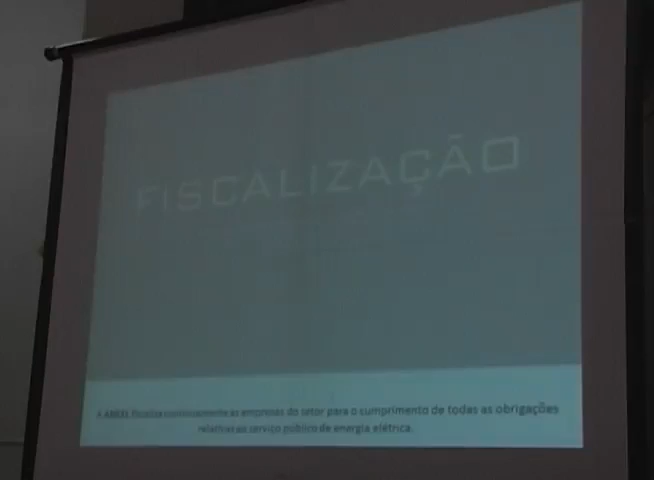 FISCALIZAÇÃO
A ANEEL fiscaliza continuamente as empresas do setor para o cumprimento de todas as obrigações
relativas ao serviço público de energia elétrica.